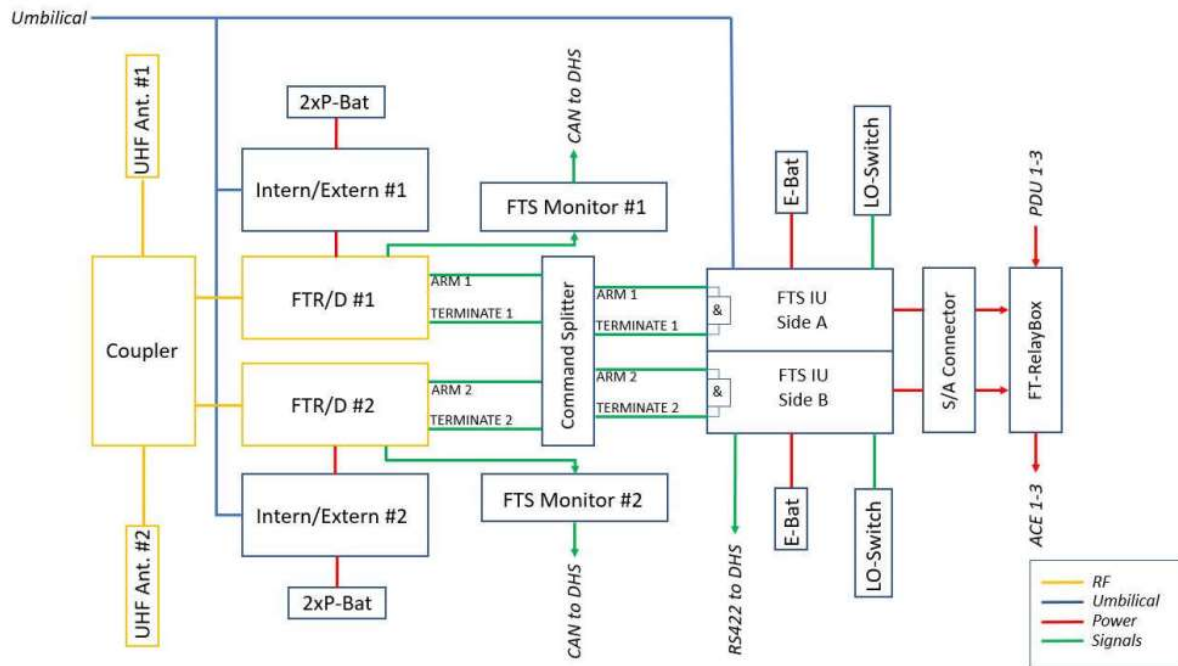 Umbilical
UHF Ant. #1
2xP-Bat
CAN to DHS
Intern/Extern #1
FTS Monitor #1
E-Bat
LO-Switch
PDU 1-3
Coupler
FTR/D #1
ARM 1
TERMINATE 1
Command Splitter
ARM 1
TERMINATE 1
&
FTS IU
Side A
S/A Connector
FT-RelayBox
FTR/D #2
ARM 2
TERMINATE 2
ARM 2
TERMINATE 2
&
FTS IU
Side B
UHF Ant. #2
Intern/Extern #2
FTS Monitor #2
2xP-Bat
CAN to DHS
RS422 to DHS
E-Bat
LO-Switch
ACE 1-3
RF
Umbilical
Power
Signals